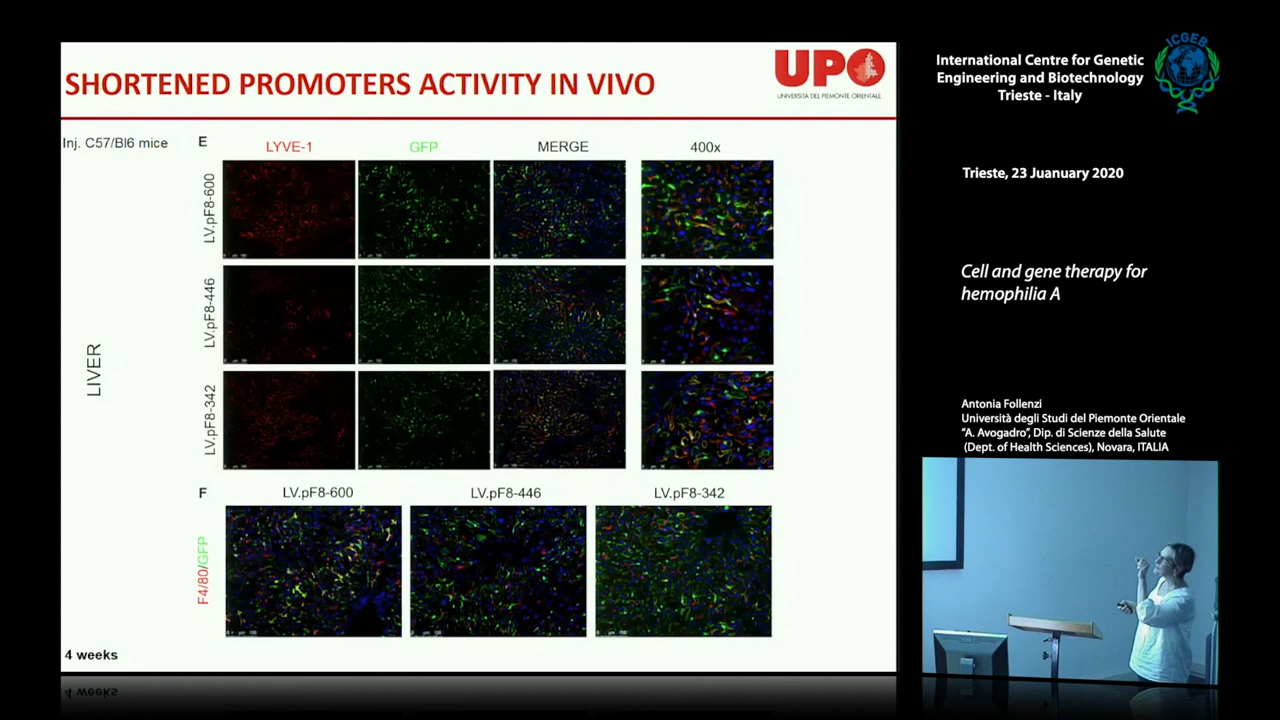 SHORTENED PROMOTERS ACTIVITY IN VIVO
UPO
UNIVERSITÀ DEL PIEMONTE ORIENTALE
Inj. C57/Bl6 mice
E
LYVE-1
GFP
MERGE
400x
LV.pF8-600
LV.pF8-446
LV.pF8-342
LIVER
F
LV.pF8-600
LV.pF8-446
LV.pF8-342
F4/80/GFP
4 weeks
ICGEB
International Centre for Genetic
Engineering and Biotechnology
Trieste - Italy
Trieste, 23 Juanuary 2020
Cell and gene therapy for
hemophilia A
Antonia Follenzi
Università degli Studi del Piemonte Orientale
"A. Avogadro", Dip. di Scienze della Salute
(Dept. of Health Sciences), Novara, ITALIA